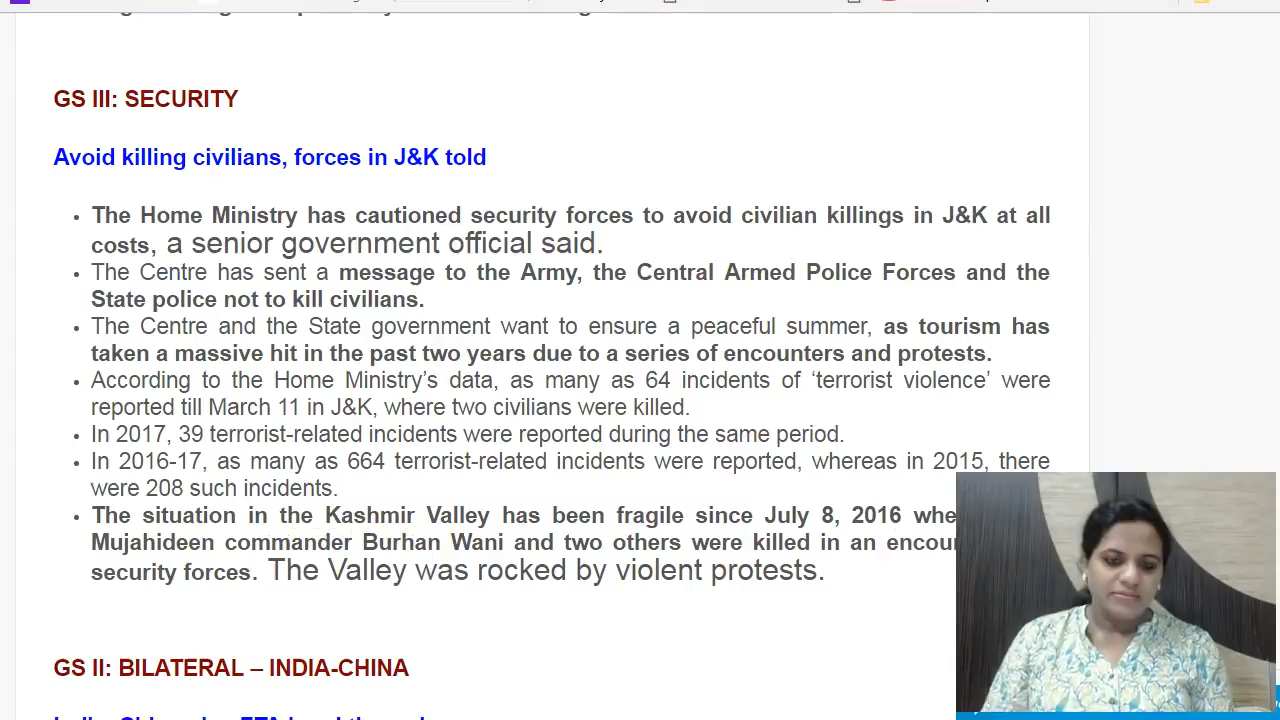 GS III: SECURITY
Avoid killing civilians, forces in J&K told
• The Home Ministry has cautioned security forces to avoid civilian killings in J&K at all
costs, a senior government official said.
• The Centre has sent a message to the Army, the Central Armed Police Forces and the
State police not to kill civilians.
• The Centre and the State government want to ensure a peaceful summer, as tourism has
taken a massive hit in the past two years due to a series of encounters and protests.
• According to the Home Ministry’s data, as many as 64 incidents of ‘terrorist violence’ were
reported till March 11 in J&K, where two civilians were killed.
• In 2017, 39 terrorist-related incidents were reported during the same period.
• In 2016-17, as many as 664 terrorist-related incidents were reported, whereas in 2015, there
were 208 such incidents.
• The situation in the Kashmir Valley has been fragile since July 8, 2016
Mujahideen commander Burhan Wani and two others were killed in an
security forces. The Valley was rocked by violent protests.
GS II: BILATERAL – INDIA-CHINA